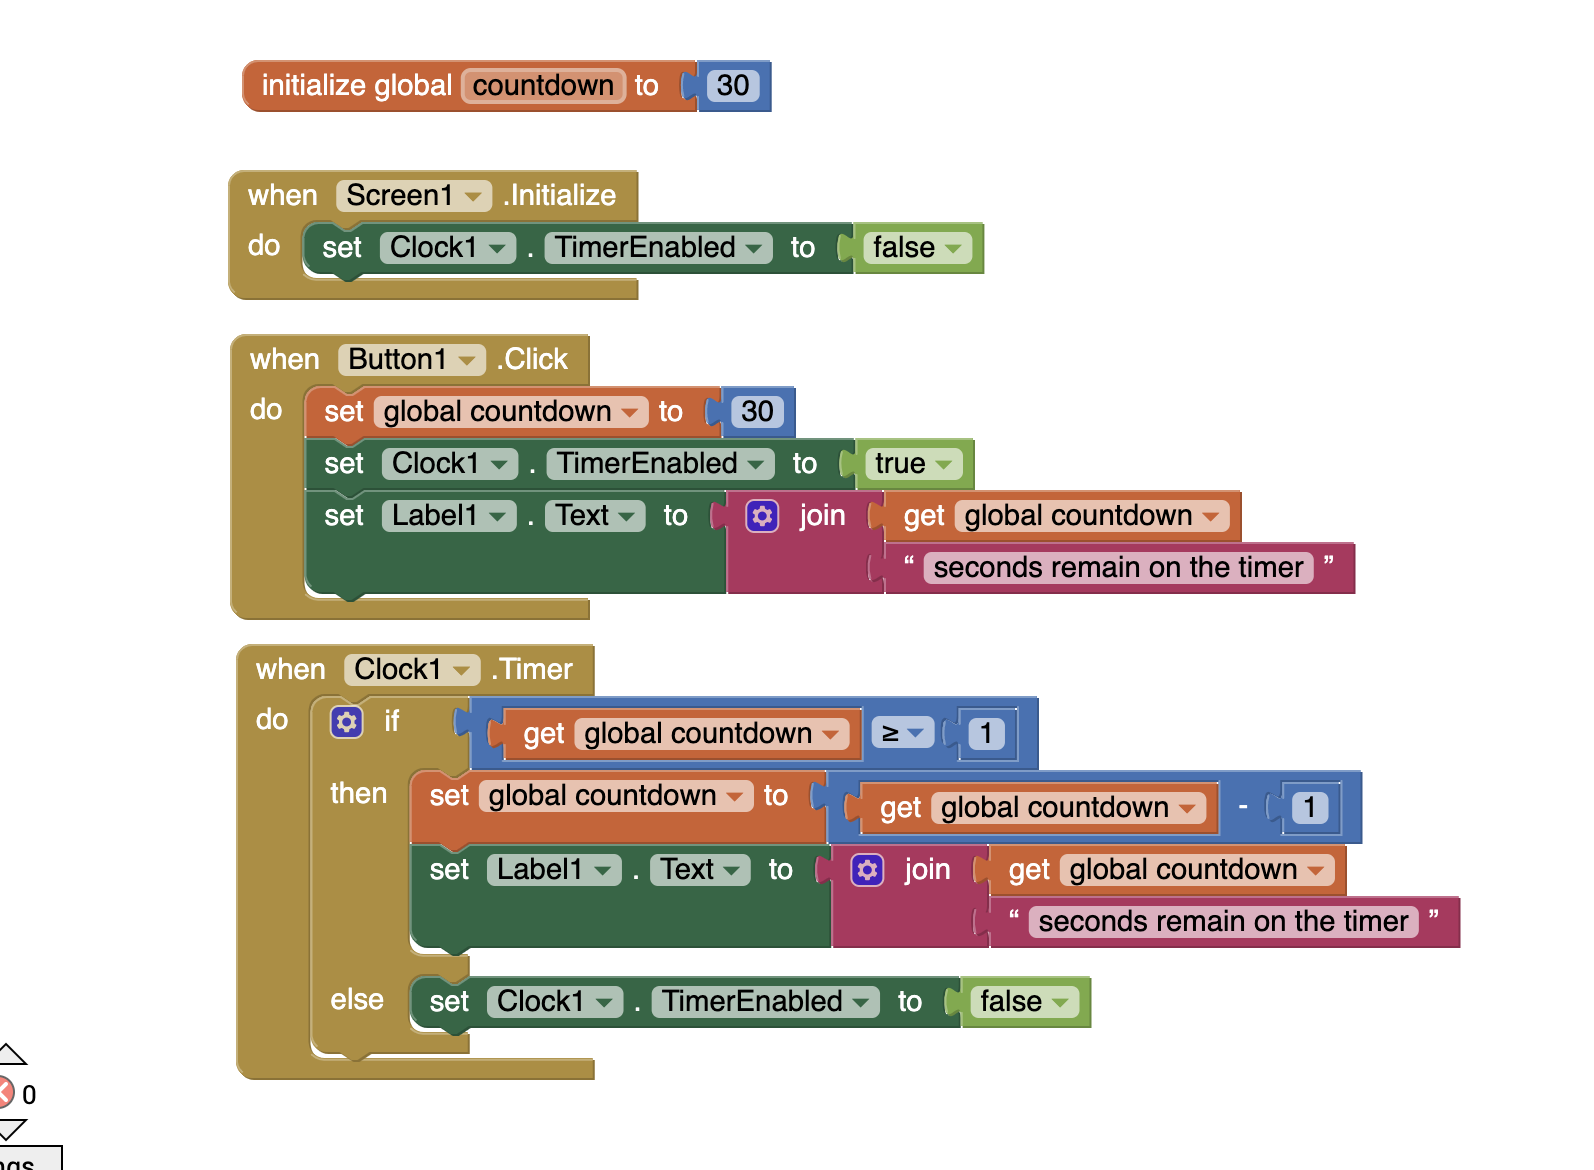 initialize global countdown to 30
when Screen1 .Initialize
do set Clock1 . TimerEnabled to false
when Button1 .Click
do set global countdown to 30
set Clock1 . TimerEnabled to true
set Label1 . Text to join get global countdown
“ seconds remain on the timer ”
when Clock1 .Timer
do if get global countdown ≥ 1
then set global countdown to get global countdown - 1
set Label1 . Text to join get global countdown
“ seconds remain on the timer ”
else set Clock1 . TimerEnabled to false
0